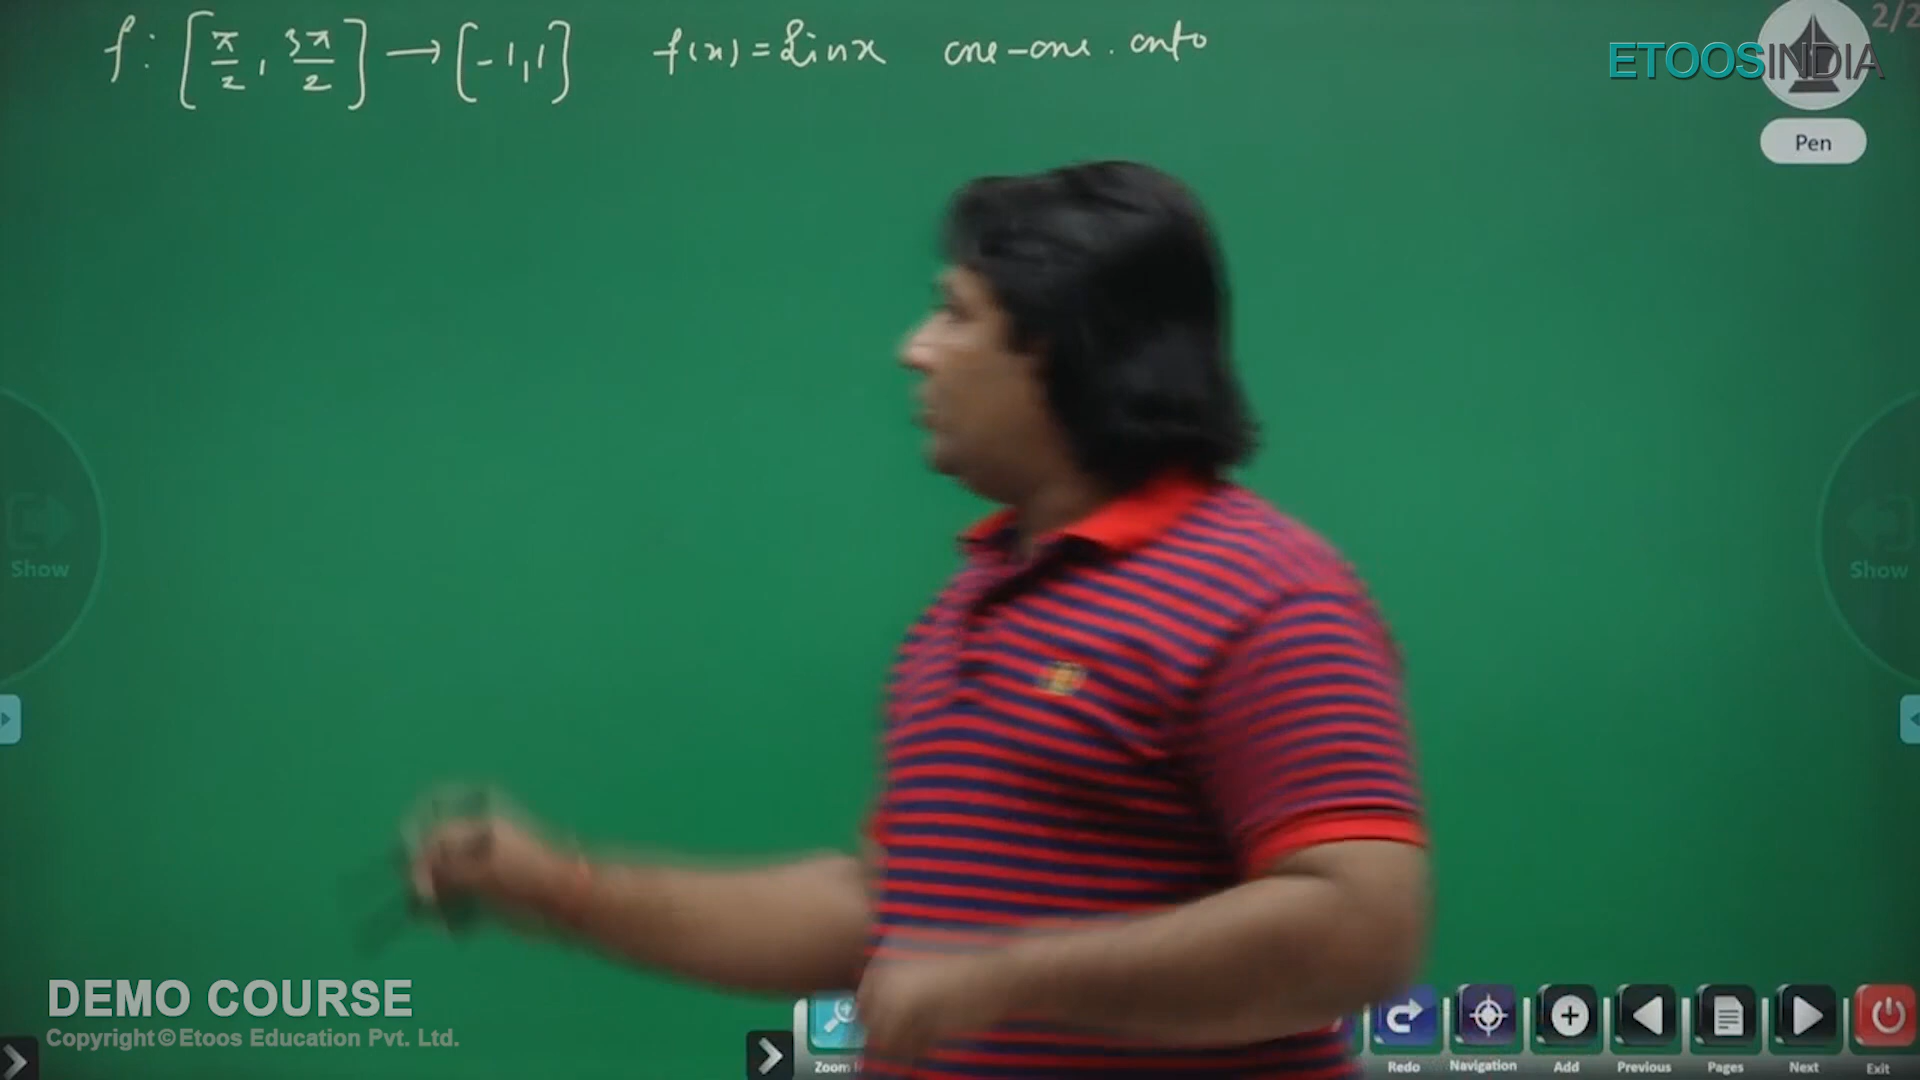 f : [π/2, 3π/2] → [-1,1] f(x) = sinx one-one. onto
2/2
ETOOSINDIA
Pen
Show
Show
DEMO COURSE
Copyright © Etoos Education Pvt. Ltd.
Zoom
Redo
Navigation
Add
Previous
Pages
Next
Exit